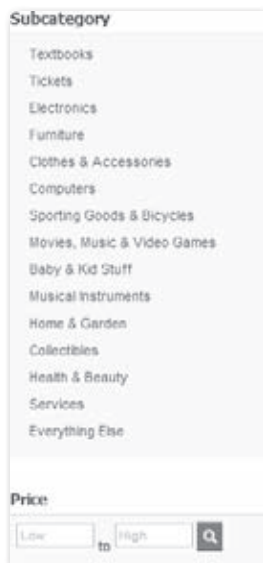 Subcategory
Textbooks
Tickets
Electronics
Furniture
Clothes & Accessories
Computers
Sporting Goods & Bicycles
Movies, Music & Video Games
Baby & Kid Stuff
Musical Instruments
Home & Garden
Collectibles
Health & Beauty
Services
Everything Else
Price
Low to High